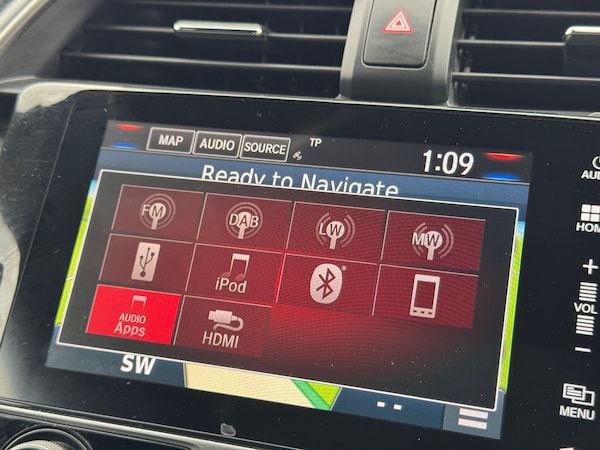 MAP AUDIO SOURCE TP 1:09
Ready to Navigate
FM DAB LW MW
iPod
AUDIO
Apps
HDMI
SW
HOME
+
VOL
−
MENU